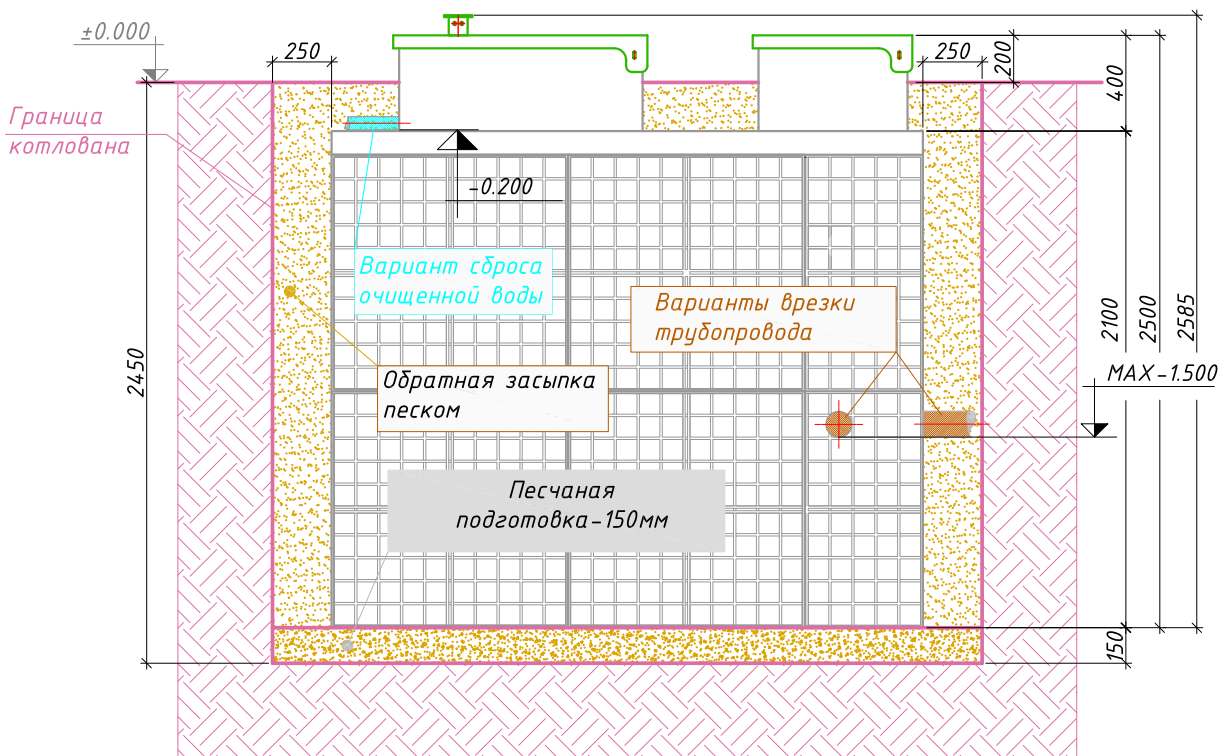 ±0.000
250
250
200
400
Граница
котлована
-0.200
Вариант сброса
очищенной воды
Варианты врезки
трубопровода
2100
2500
2585
2450
Обратная засыпка
песком
MAX-1.500
Песчаная
подготовка-150мм
150